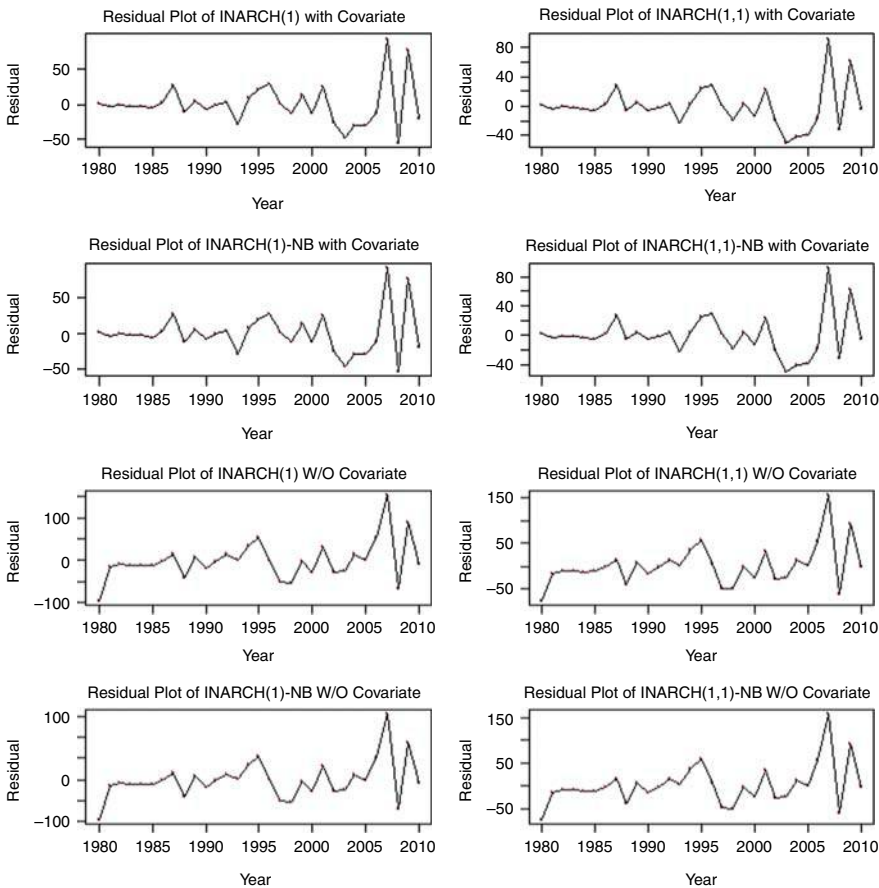 Residual Plot of INARCH(1) with Covariate
Residual
50
0
−50
1980 1985 1990 1995 2000 2005 2010
Year
Residual Plot of INARCH(1,1) with Covariate
Residual
80
40
0
−40
1980 1985 1990 1995 2000 2005 2010
Year
Residual Plot of INARCH(1)-NB with Covariate
Residual
50
0
−50
1980 1985 1990 1995 2000 2005 2010
Year
Residual Plot of INARCH(1,1)-NB with Covariate
Residual
80
40
0
−40
1980 1985 1990 1995 2000 2005 2010
Year
Residual Plot of INARCH(1) W/O Covariate
Residual
100
0
−100
1980 1985 1990 1995 2000 2005 2010
Year
Residual Plot of INARCH(1,1) W/O Covariate
Residual
150
50
−50
1980 1985 1990 1995 2000 2005 2010
Year
Residual Plot of INARCH(1)-NB W/O Covariate
Residual
100
0
−100
1980 1985 1990 1995 2000 2005 2010
Year
Residual Plot of INARCH(1,1)-NB W/O Covariate
Residual
150
50
−50
1980 1985 1990 1995 2000 2005 2010
Year